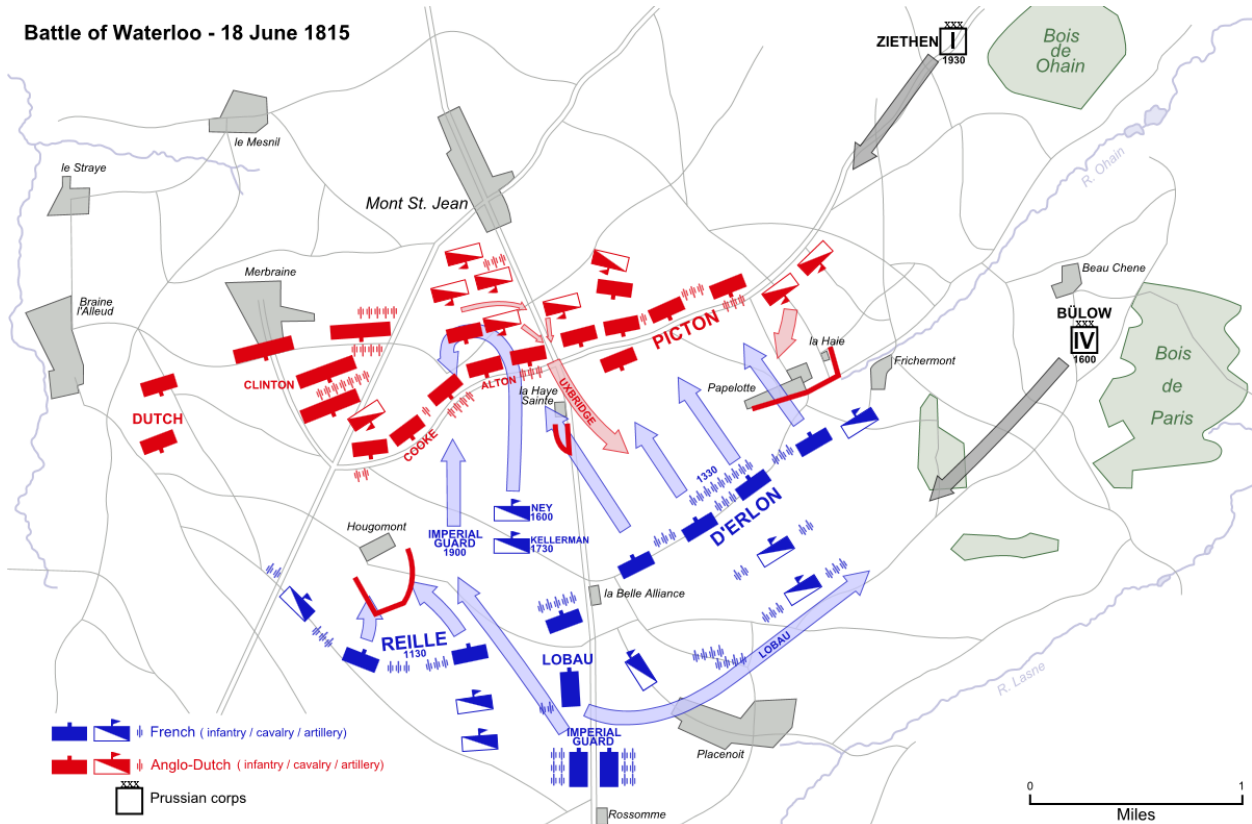 Battle of Waterloo - 18 June 1815
ZIETHEN
XXX
I
1930
Bois
de
Ohain
le Mesnil
le Straye
R. Ohain
Mont St. Jean
Merbraine
Beau Chene
Braine
l'Alleud
BÜLOW
XXX
IV
1600
PICTON
la Haie
Frichermont
Bois
de
Paris
CLINTON
ALTON
la Haye
Sainte
UXBRIDGE
Papelotte
DUTCH
COOKE
1330
D'ERLON
Hougomont
IMPERIAL
GUARD
1900
NEY
1600
KELLERMAN
1730
la Belle Alliance
REILLE
1130
LOBAU
LOBAU
R. Lasne
IMPERIAL
GUARD
Placenoit
French ( infantry / cavalry / artillery)
Anglo-Dutch ( infantry / cavalry / artillery)
XXX
Prussian corps
Rossomme
0
1
Miles